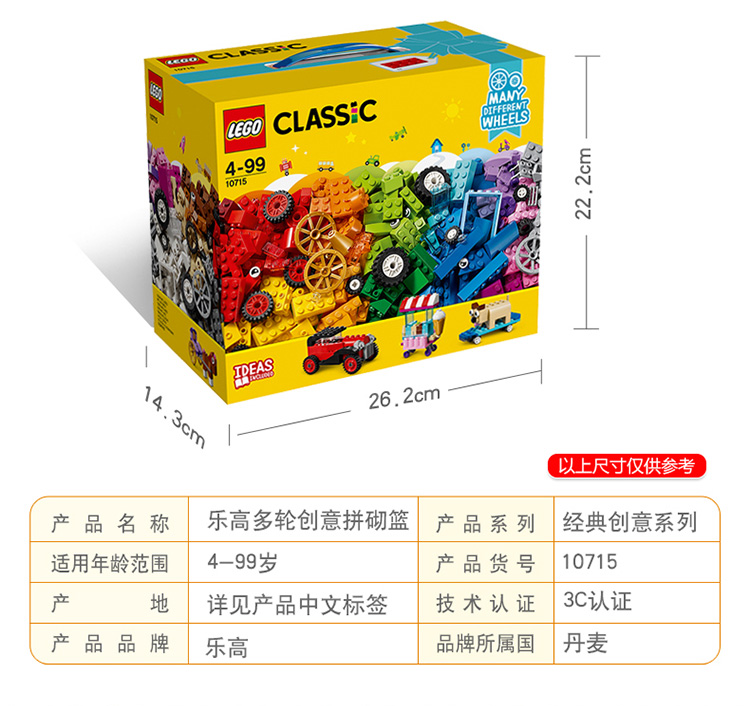 LEGO CLASSIC
10715
LEGO
10715
LEGO CLASSIC
MANY
DIFFERENT
WHEELS
4-99
10715
IDEAS
INCLUDED
22.2cm
14.3cm
26.2cm
以上尺寸仅供参考
产品名称 乐高多轮创意拼砌篮 产品系列 经典创意系列
适用年龄范围 4-99岁 产品货号 10715
产地 详见产品中文标签 技术认证 3C认证
产品品牌 乐高 品牌所属国 丹麦